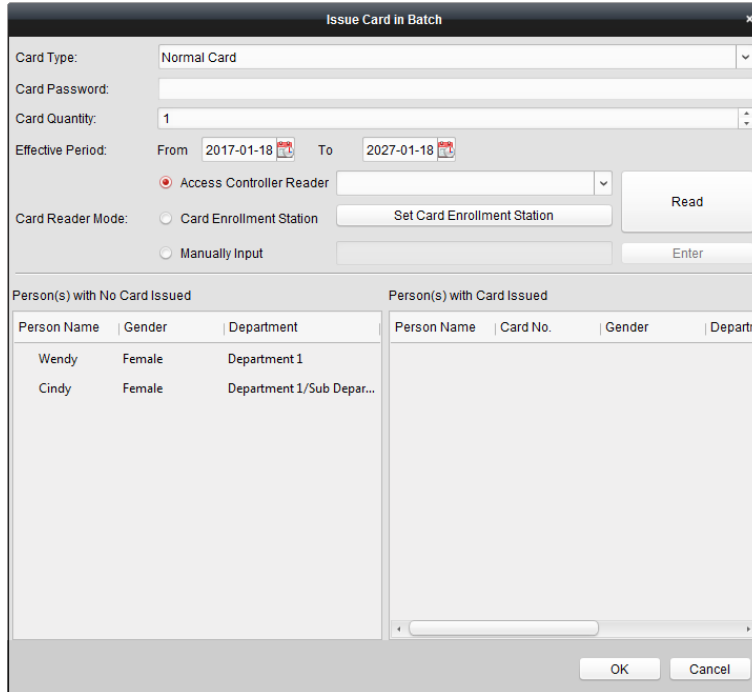 Issue Card in Batch
Card Type: Normal Card
Card Password:
Card Quantity: 1
Effective Period: From 2017-01-18 To 2027-01-18
Access Controller Reader
Read
Card Reader Mode: Card Enrollment Station Set Card Enrollment Station
Manually Input Enter
Person(s) with No Card Issued Person(s) with Card Issued
Person Name Gender Department Person Name Card No. Gender Departm
Wendy Female Department 1
Cindy Female Department 1/Sub Depar...
OK Cancel